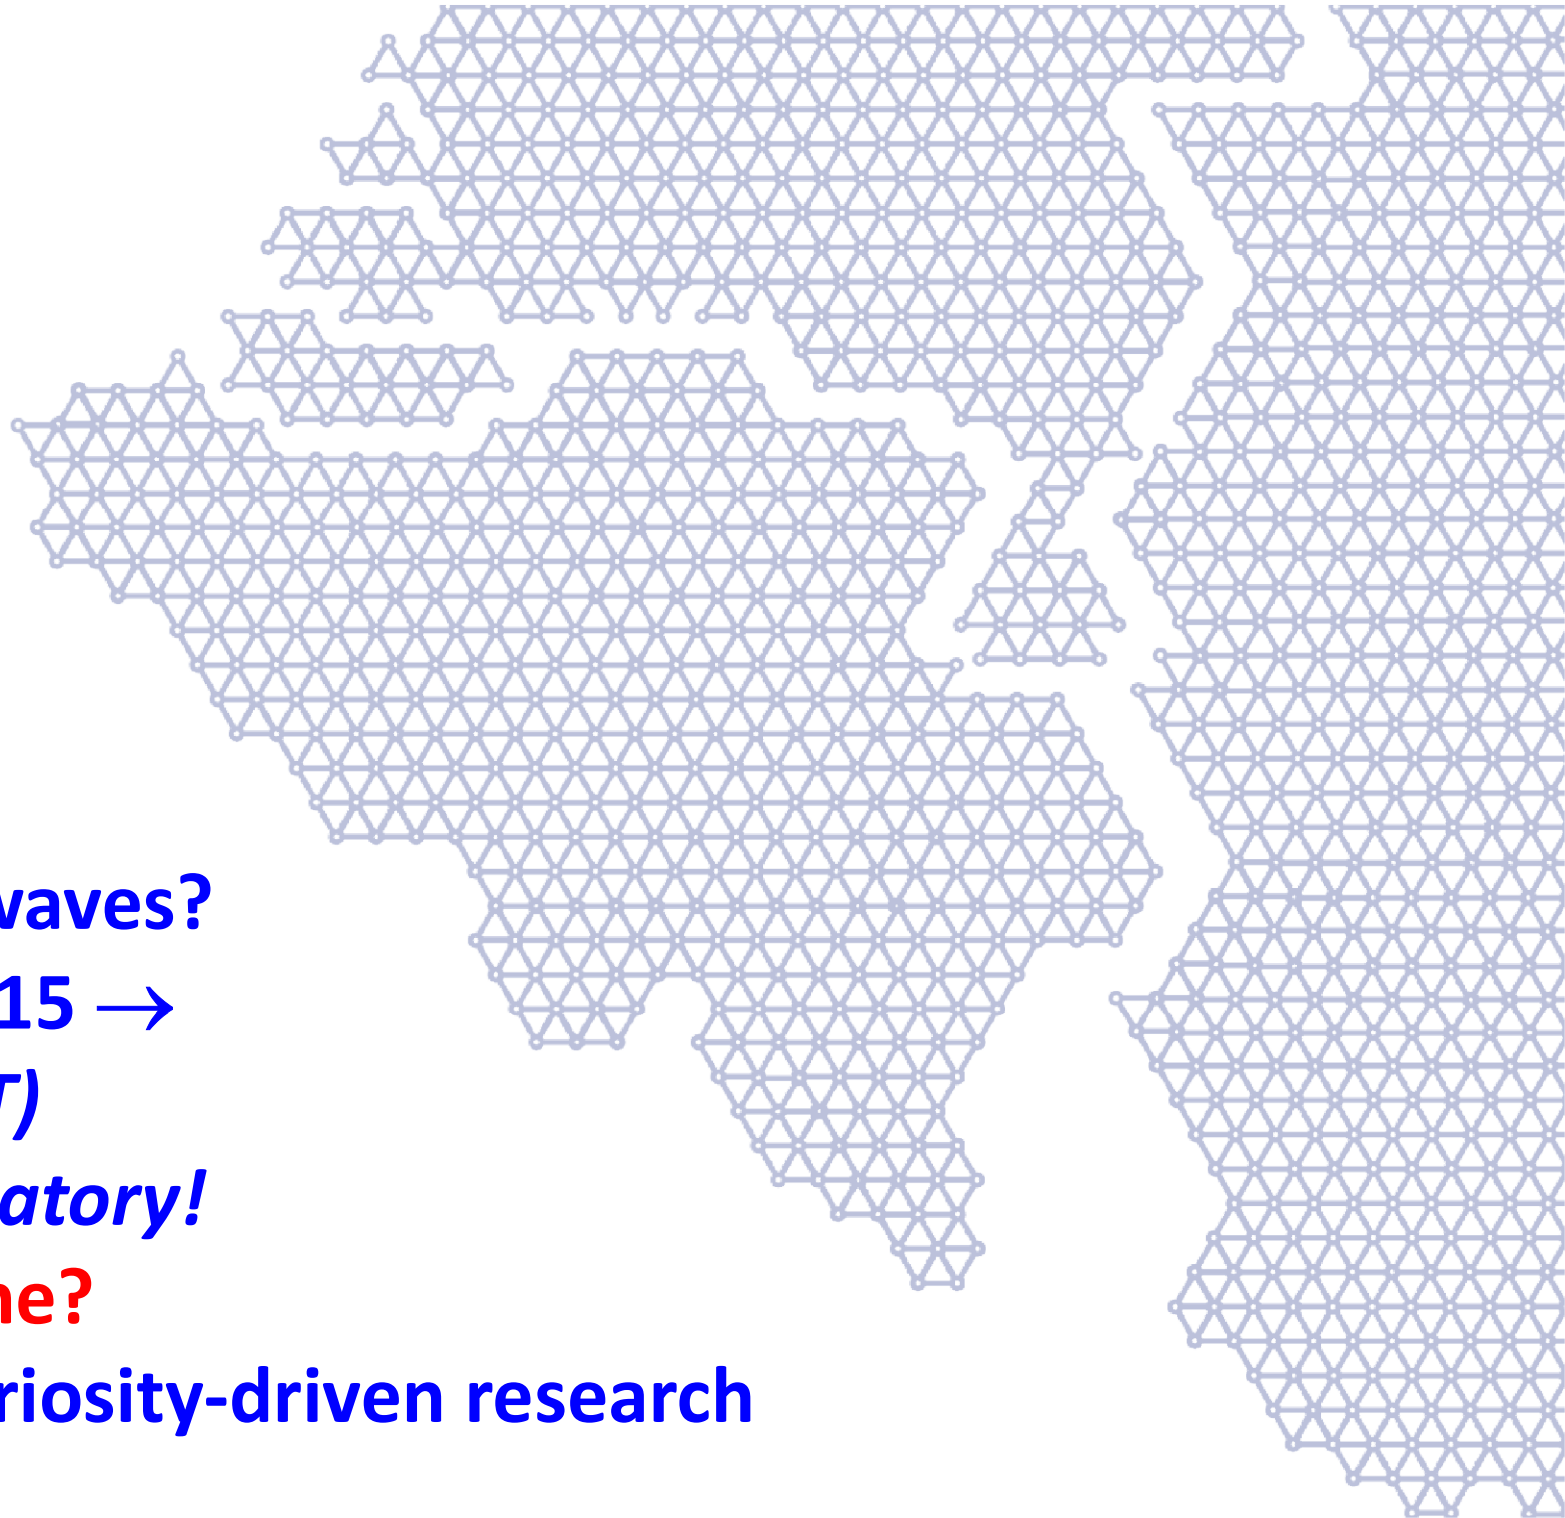 waves?
15 →
T)
atory!
ne?
riosity-driven research